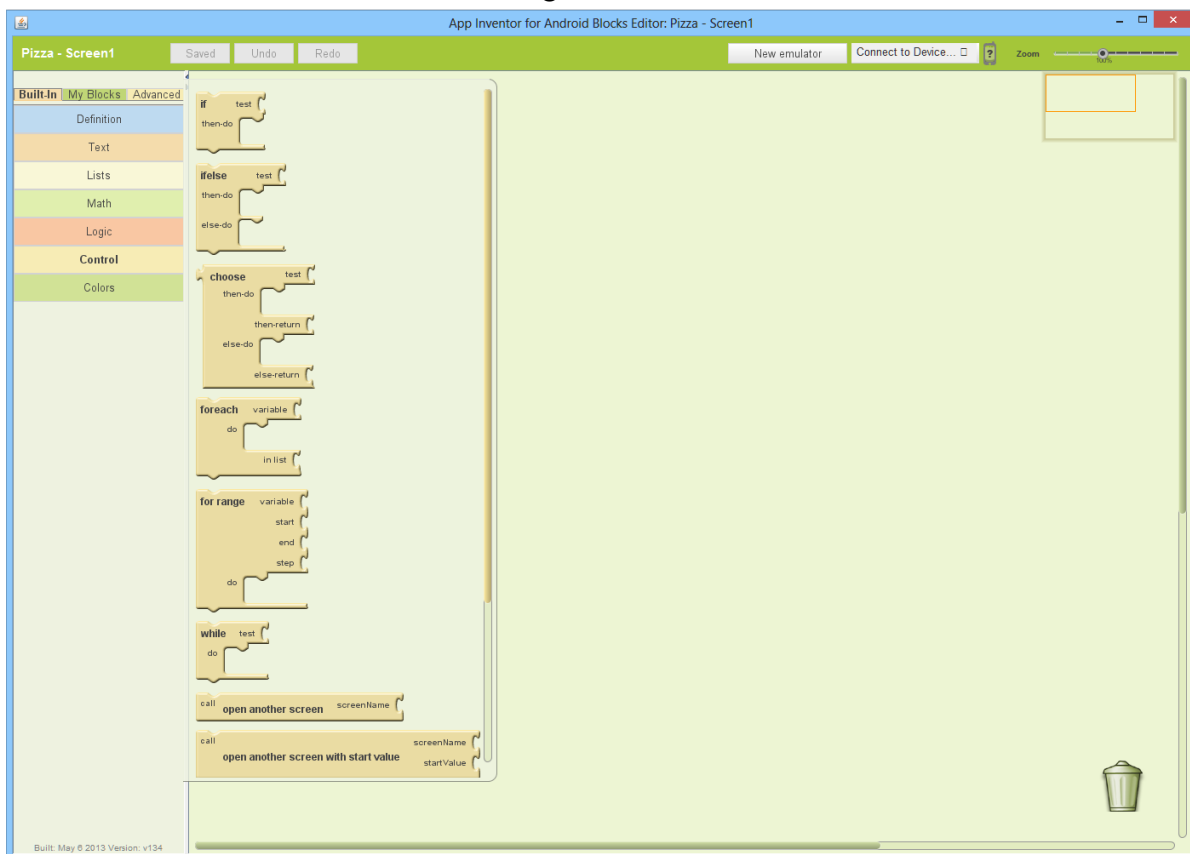 App Inventor for Android Blocks Editor: Pizza - Screen1
Pizza - Screen1 Saved Undo Redo New emulator Connect to Device... ? Zoom 100%
Built-In My Blocks Advanced
Definition
Text
Lists
Math
Logic
Control
Colors
if test
then-do
ifelse test
then-do
else-do
choose test
then-do
then-return
else-do
else-return
foreach variable
do
in list
for range variable
start
end
step
do
while test
do
call open another screen screenName
call screenName
open another screen with start value startValue
Built: May 6 2013 Version: v134